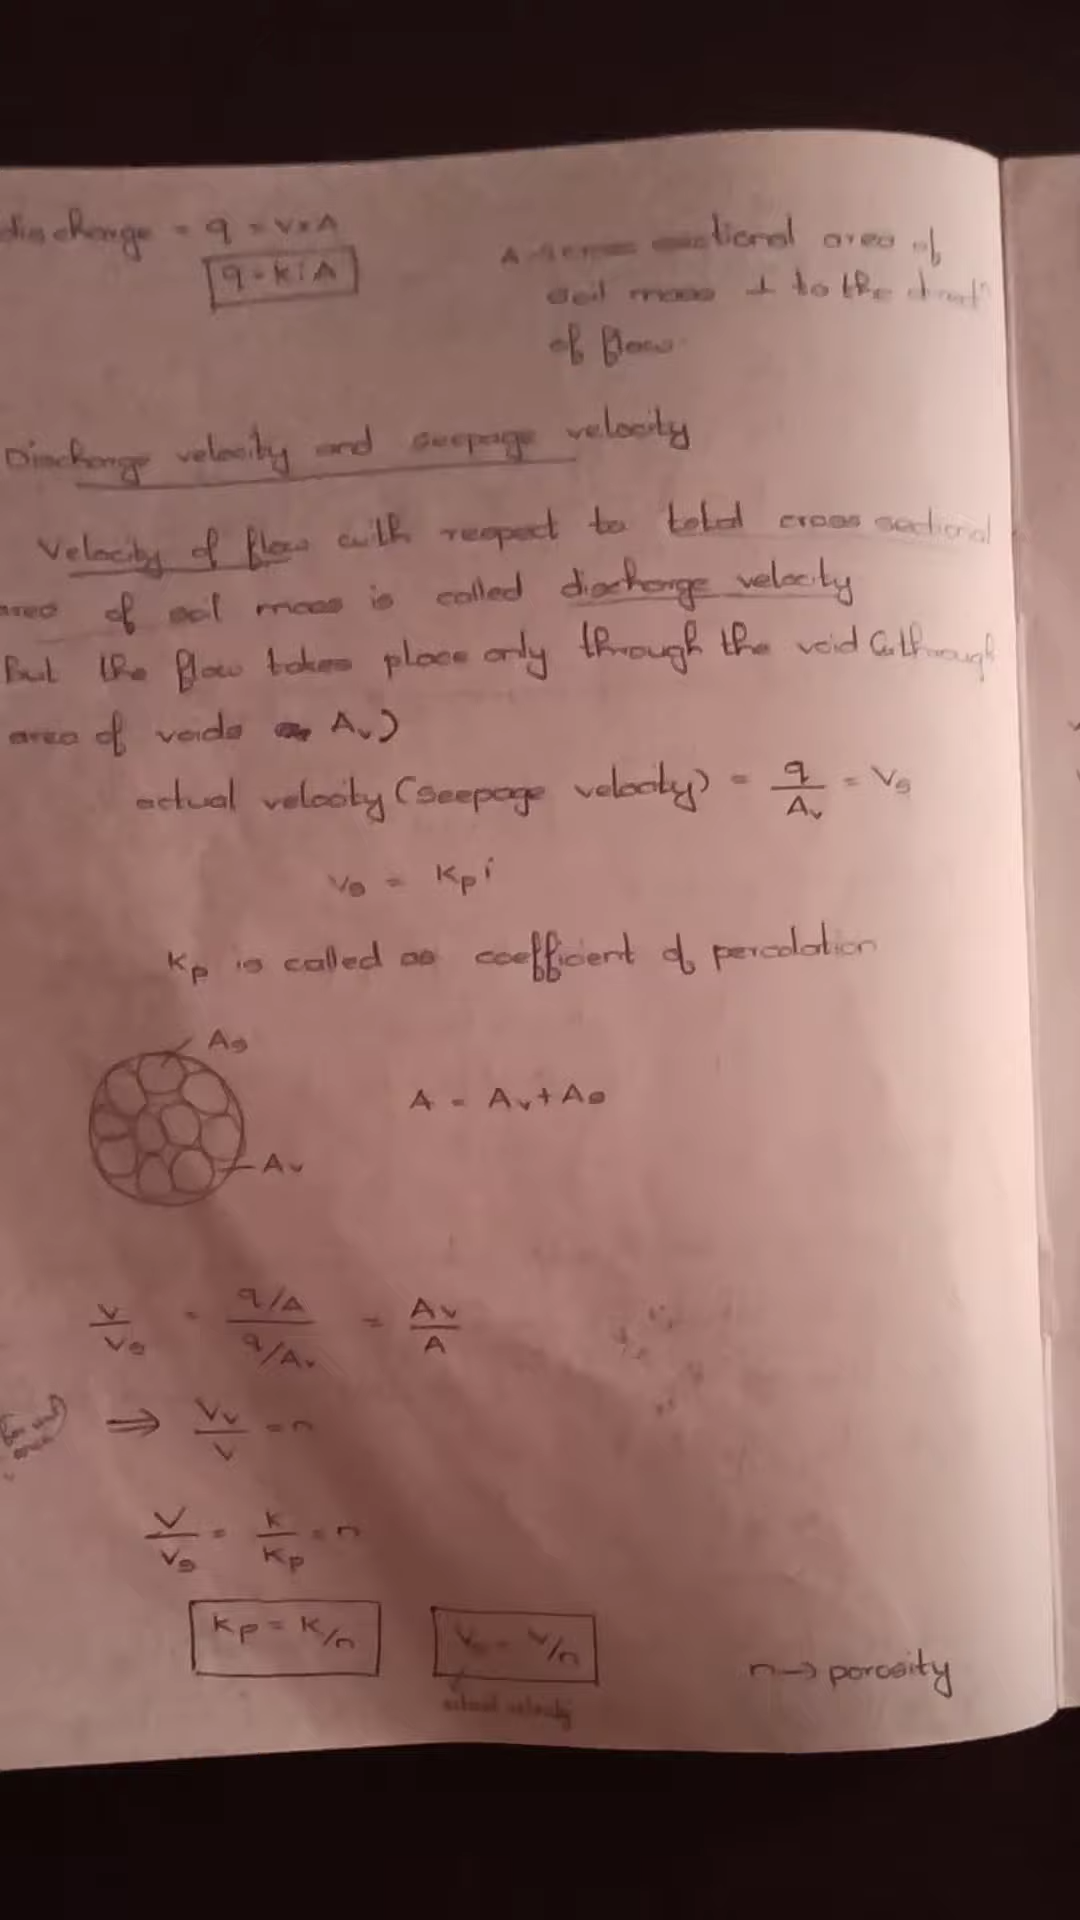 discharge = q = v×A
q = kiA
A → cross sectional area of
soil mass ⊥ to the directn
of flow
Discharge velocity and seepage velocity
Velocity of flow with respect to total cross sectional
area of soil mass is called discharge velocity
But the flow takes place only through the void (through
area of voids Av)
actual velocity (seepage velocity) = q/Av = Vs
vs = Kp i
Kp is called as coefficient of percolation
As
A = Av + As
Av
v/vs = (q/A)/(q/Av) = Av/A
⇒ Vv/V = n
V/Vs = K/Kp = n
Kp = K/n Vs = V/n
n → porosity
actual velocity